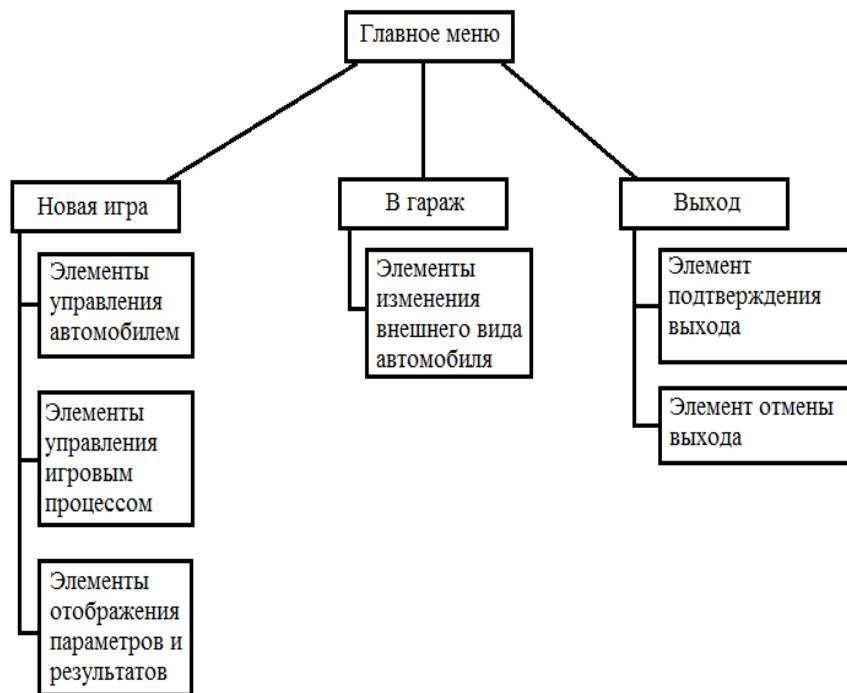 Главное меню
Новая игра
Элементы
управления
автомобилем
Элементы
управления
игровым
процессом
Элементы
отображения
параметров и
результатов
В гараж
Элементы
изменения
внешнего вида
автомобиля
Выход
Элемент
подтверждения
выхода
Элемент отмены
выхода